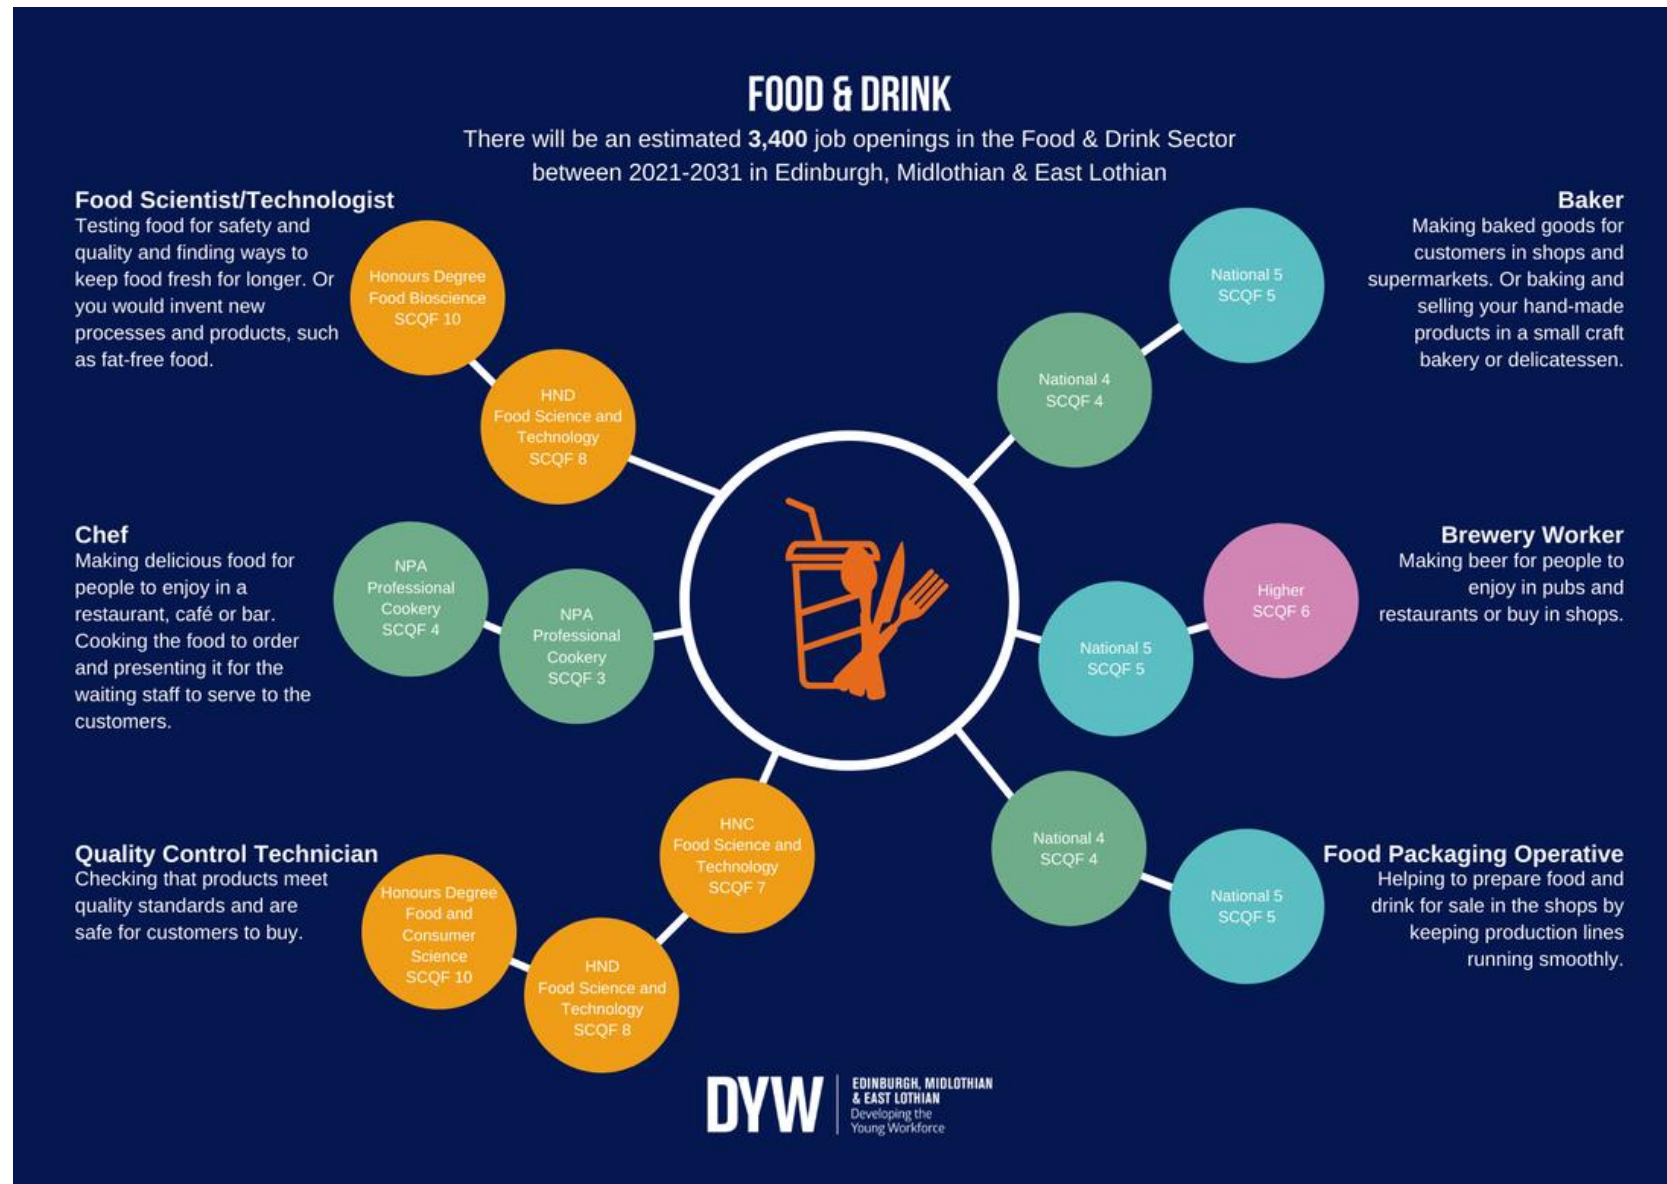 FOOD & DRINK
There will be an estimated 3,400 job openings in the Food & Drink Sector
between 2021-2031 in Edinburgh, Midlothian & East Lothian
Food Scientist/Technologist
Testing food for safety and
quality and finding ways to
keep food fresh for longer. Or
you would invent new
processes and products, such
as fat-free food.
Honours Degree
Food Bioscience
SCQF 10
HND
Food Science and
Technology
SCQF 8
National 4
SCQF 4
National 5
SCQF 5
Baker
Making baked goods for
customers in shops and
supermarkets. Or baking and
selling your hand-made
products in a small craft
bakery or delicatessen.
Chef
Making delicious food for
people to enjoy in a
restaurant, café or bar.
Cooking the food to order
and presenting it for the
waiting staff to serve to the
customers.
NPA
Professional
Cookery
SCQF 4
NPA
Professional
Cookery
SCQF 3
National 5
SCQF 5
Higher
SCQF 6
Brewery Worker
Making beer for people to
enjoy in pubs and
restaurants or buy in shops.
Quality Control Technician
Checking that products meet
quality standards and are
safe for customers to buy.
Honours Degree
Food and
Consumer
Science
SCQF 10
HND
Food Science and
Technology
SCQF 8
HNC
Food Science and
Technology
SCQF 7
National 4
SCQF 4
National 5
SCQF 5
Food Packaging Operative
Helping to prepare food and
drink for sale in the shops by
keeping production lines
running smoothly.
DYW
EDINBURGH, MIDLOTHIAN
& EAST LOTHIAN
Developing the
Young Workforce